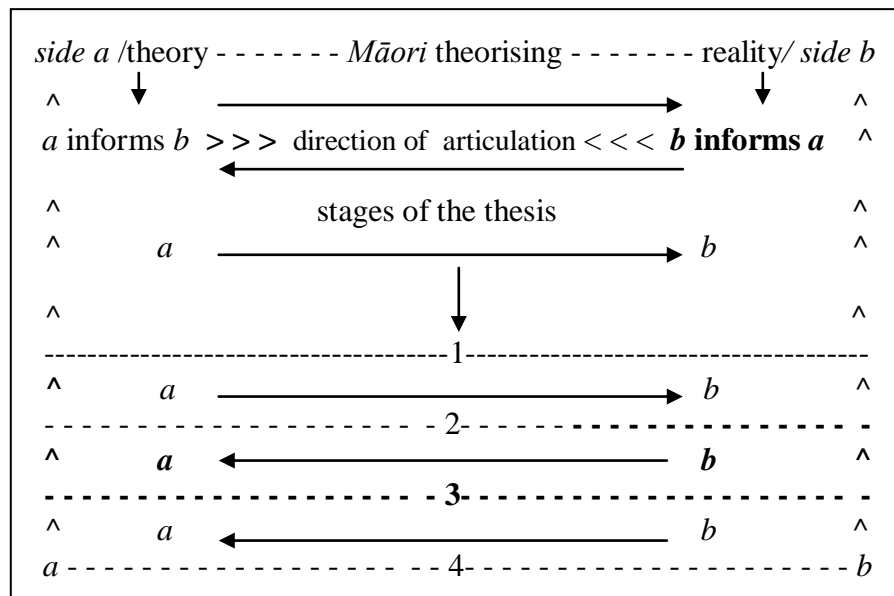 side a /theory - - - - - - - Māori theorising - - - - - - - reality/ side b
^ ^
a informs b > > > direction of articulation < < < b informs a ^
^ stages of the thesis ^
^ a b ^
^ ^
--------------------------------------------1-------------------------------------------
^ a b ^
- - - - - - - - - - - - - - - - - - - - 2- - - - - - - - - - - - - - - - - - - -
^ a b ^
- - - - - - - - - - - - - - - - - - - - 3- - - - - - - - - - - - - - - - - - - -
^ a b ^
a - - - - - - - - - - - - - - - - - - - 4- - - - - - - - - - - - - - - - - - - b